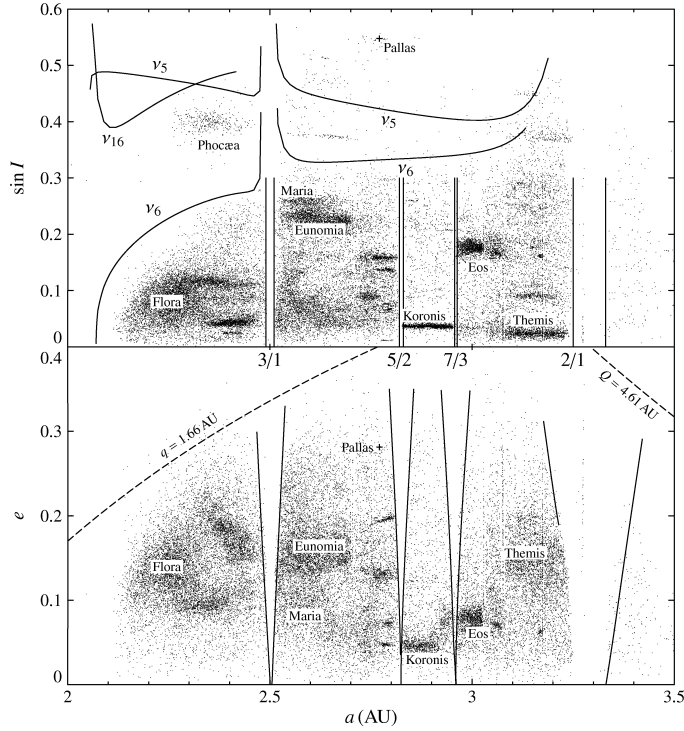 0.6
ν5
Pallas
0.5
ν5
ν16
0.4
Phocæa
sin I
ν6
0.3
Maria
ν6
Eunomia
0.2
Eos
Flora
0.1
Koronis
Themis
0
3/1
5/2
7/3
2/1
0.4
q = 1.66 AU
Q = 4.61 AU
0.3
Pallas
e
0.2
Eunomia
Themis
Flora
0.1
Maria
Eos
Koronis
0
2
2.5
3
3.5
a (AU)